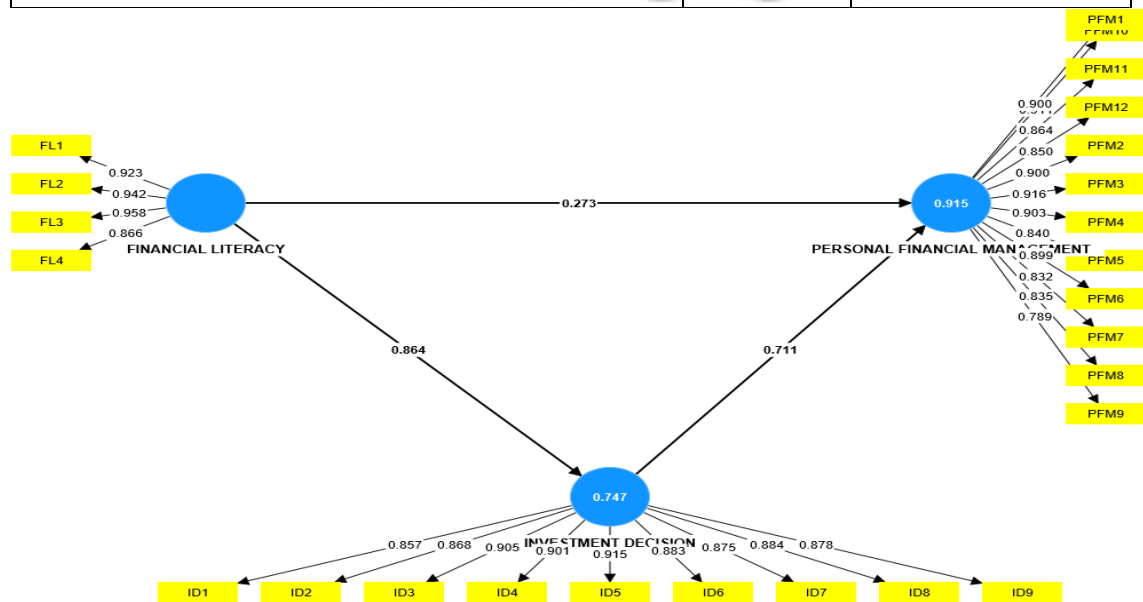 PFM1
PFM10
PFM11
0.900
FL1
PFM12
0.864
0.923
PFM2
0.850
FL2
0.942
0.900
PFM3
0.916
FL3
0.958
0.273
0.915
0.903
PFM4
0.866
0.840
FINANCIAL LITERACY
PERSONAL FINANCIAL MANAGEMENT
FL4
0.899
PFM5
0.832
0.835
PFM6
0.789
PFM7
0.864
0.711
PFM8
PFM9
0.747
INVESTMENT DECISION
0.857 0.868 0.905 0.901 0.915 0.883 0.875 0.884 0.878
ID1 ID2 ID3 ID4 ID5 ID6 ID7 ID8 ID9